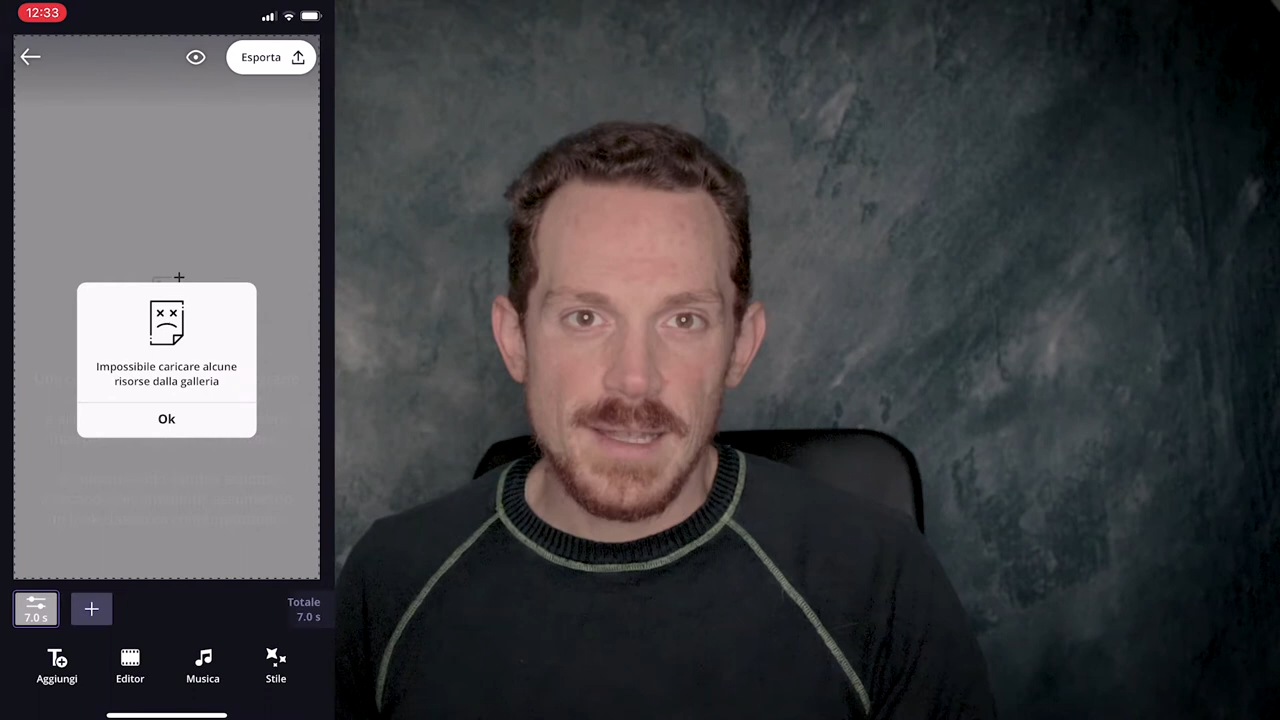 12:33
Esporta
Impossibile caricare alcune
risorse dalla galleria
Ok
7.0 s
Totale
7.0 s
Aggiungi
Editor
Musica
Stile